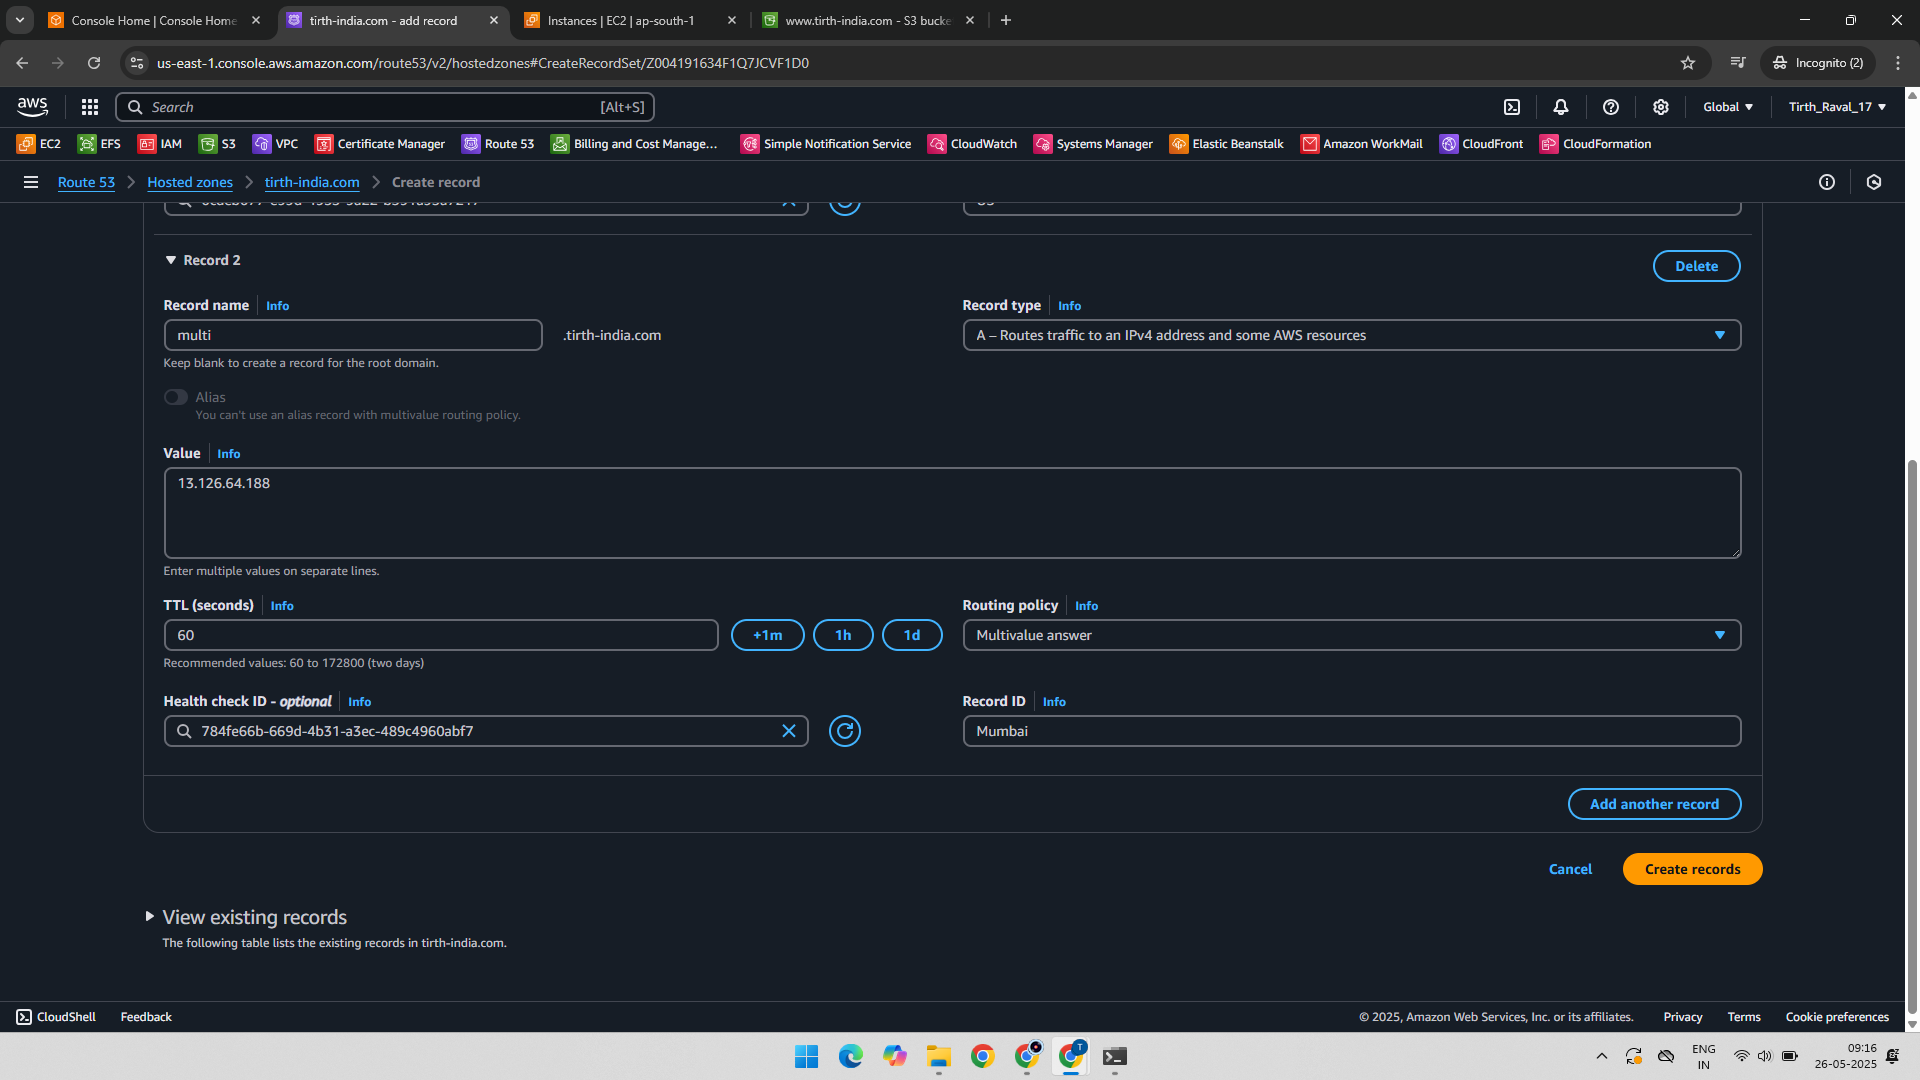 Console Home | Console Home
tirth-india.com - add record
Instances | EC2 | ap-south-1
www.tirth-india.com - S3 bucke
us-east-1.console.aws.amazon.com/route53/v2/hostedzones#CreateRecordSet/Z004191634F1Q7JCVF1D0
Incognito (2)
aws
Search
[Alt+S]
Global
Tirth_Raval_17
EC2
EFS
IAM
S3
VPC
Certificate Manager
Route 53
Billing and Cost Manage...
Simple Notification Service
CloudWatch
Systems Manager
Elastic Beanstalk
Amazon WorkMail
CloudFront
CloudFormation
Route 53
Hosted zones
tirth-india.com
Create record
Record 2
Delete
Record name
Info
Record type
Info
multi
.tirth-india.com
A – Routes traffic to an IPv4 address and some AWS resources
Keep blank to create a record for the root domain.
Alias
You can't use an alias record with multivalue routing policy.
Value
Info
13.126.64.188
Enter multiple values on separate lines.
TTL (seconds)
Info
Routing policy
Info
60
+1m
1h
1d
Multivalue answer
Recommended values: 60 to 172800 (two days)
Health check ID - optional
Info
Record ID
Info
784fe66b-669d-4b31-a3ec-489c4960abf7
Mumbai
Add another record
Cancel
Create records
View existing records
The following table lists the existing records in tirth-india.com.
CloudShell
Feedback
© 2025, Amazon Web Services, Inc. or its affiliates.
Privacy
Terms
Cookie preferences
T
ENG
IN
09:16
26-05-2025